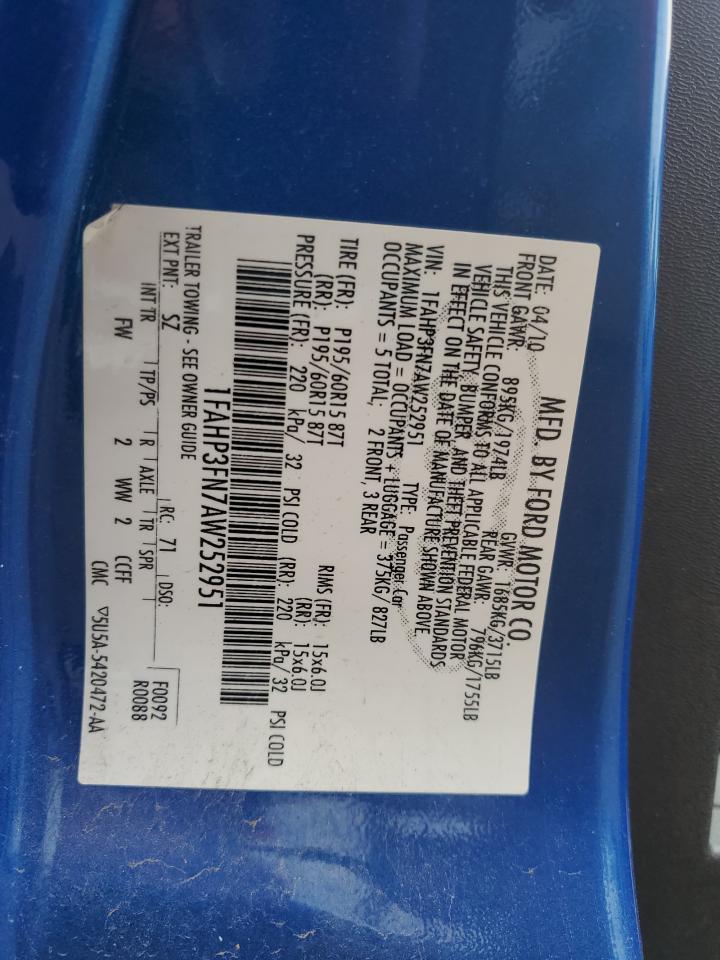 MFD. BY FORD MOTOR CO.
DATE: 04/10 GVWR: 1685KG/3715LB
FRONT GAWR: 895KG/1974LB REAR GAWR: 796KG/1755LB
THIS VEHICLE CONFORMS TO ALL APPLICABLE FEDERAL MOTOR
VEHICLE SAFETY, BUMPER, AND THEFT PREVENTION STANDARDS
IN EFFECT ON THE DATE OF MANUFACTURE SHOWN ABOVE.
VIN: 1FAHP3FN7AW252951 TYPE: Passenger Car
MAXIMUM LOAD = OCCUPANTS + LUGGAGE = 375KG/ 827LB
OCCUPANTS = 5 TOTAL, 2 FRONT, 3 REAR
TIRE (FR): P195/60R15 87T RIMS (FR): 15x6.0J
(RR): P195/60R15 87T (RR): 15x6.0J
PRESSURE (FR): 220 kPa/ 32 PSI COLD (RR): 220 kPa/ 32 PSI COLD
1FAHP3FN7AW252951
TRAILER TOWING - SEE OWNER GUIDE
EXT PNT: SZ RC: 71 DSO: F0092
INT TR TP/PS R AXLE TR SPR R0088
FW 2 WW 2 CCFF
CMC ▽5U5A-5420472-AA